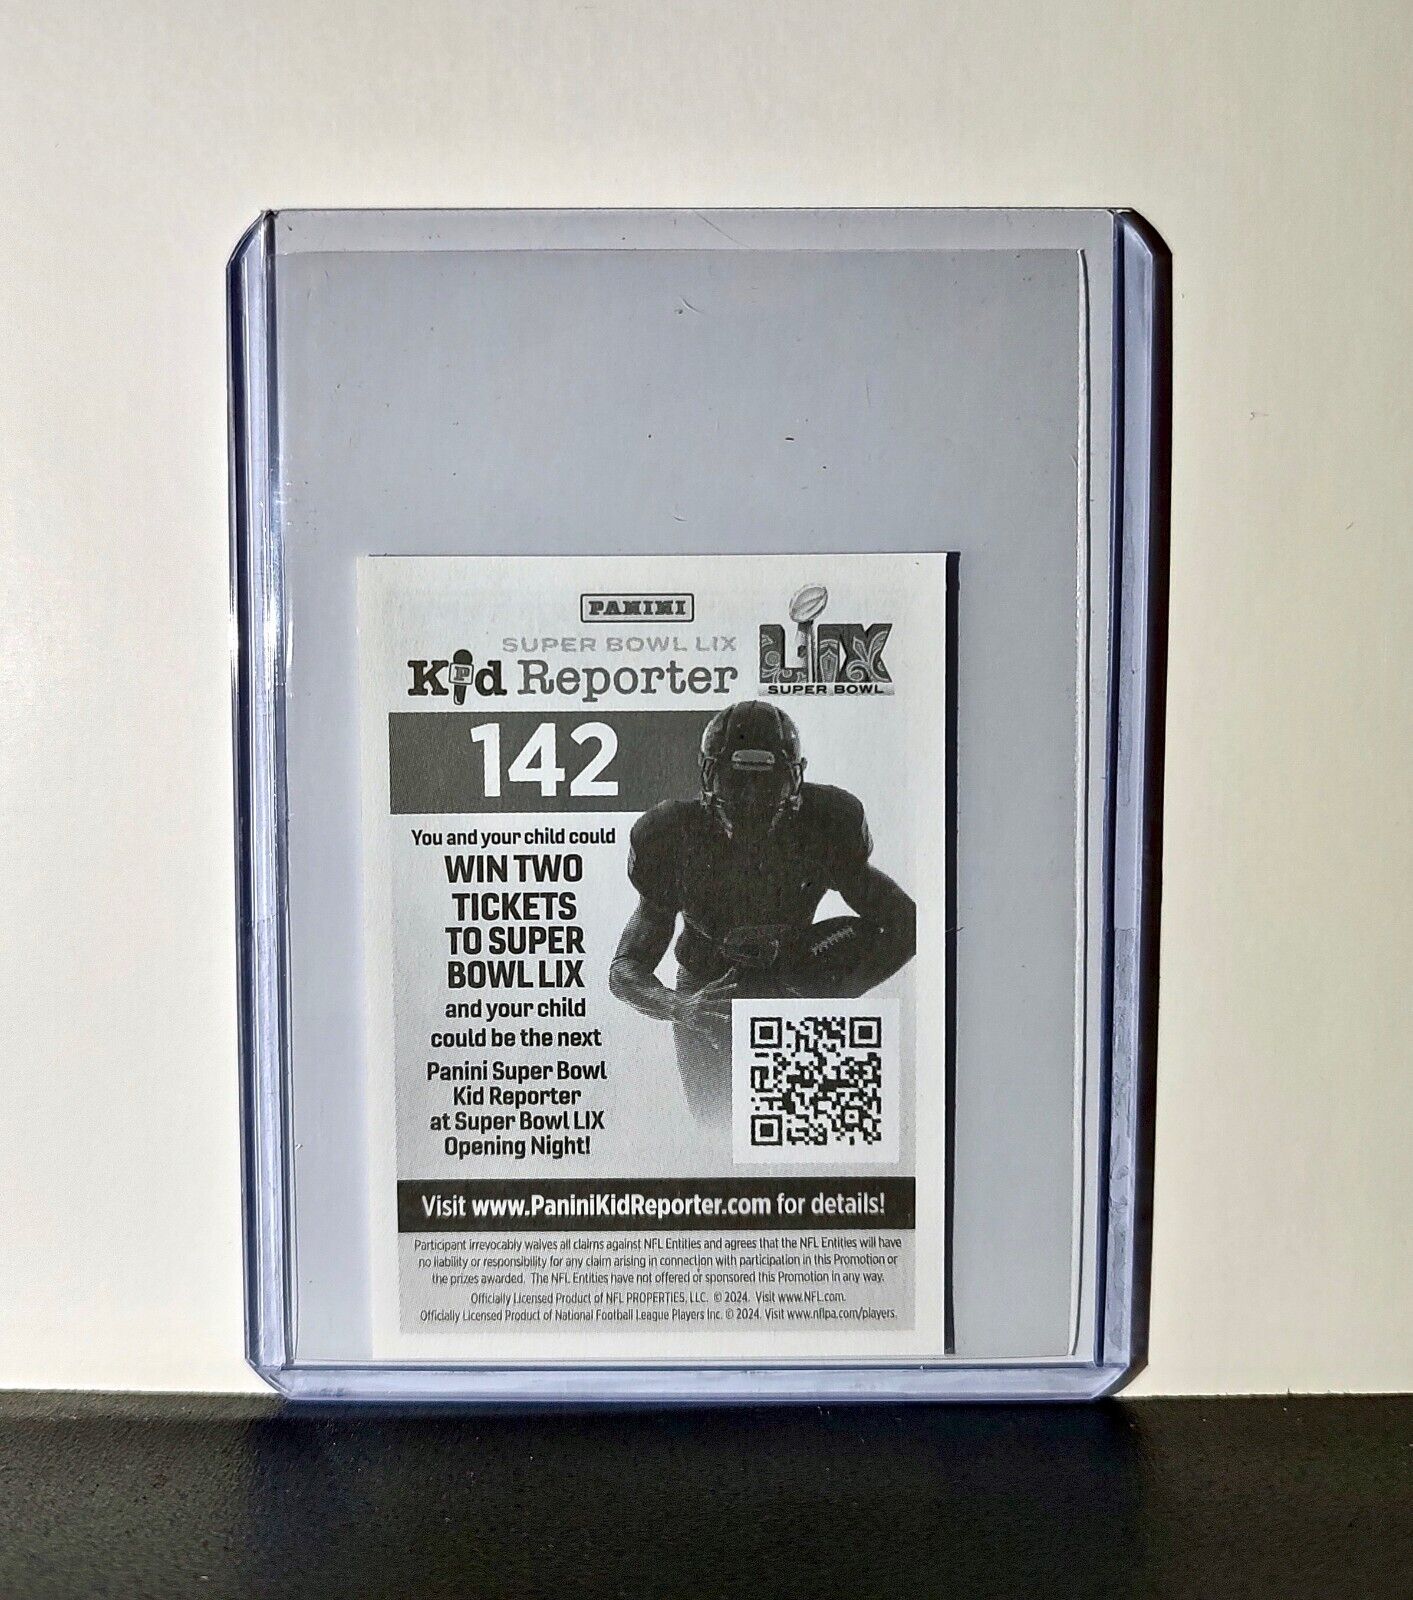 PANINI
SUPER BOWL LIX
Kid Reporter
P
LIX
SUPER BOWL
142
You and your child could
WIN TWO
TICKETS
TO SUPER
BOWL LIX
and your child
could be the next
Panini Super Bowl
Kid Reporter
at Super Bowl LIX
Opening Night!
Visit www.PaniniKidReporter.com for details!
Participant irrevocably waives all claims against NFL Entities and agrees that the NFL Entities will have
no liability or responsibility for any claim arising in connection with participation in this Promotion or
the prizes awarded. The NFL Entities have not offered or sponsored this Promotion in any way.
Officially Licensed Product of NFL PROPERTIES, LLC. © 2024. Visit www.NFL.com.
Officially Licensed Product of National Football League Players Inc. © 2024. Visit www.nflpa.com/players.